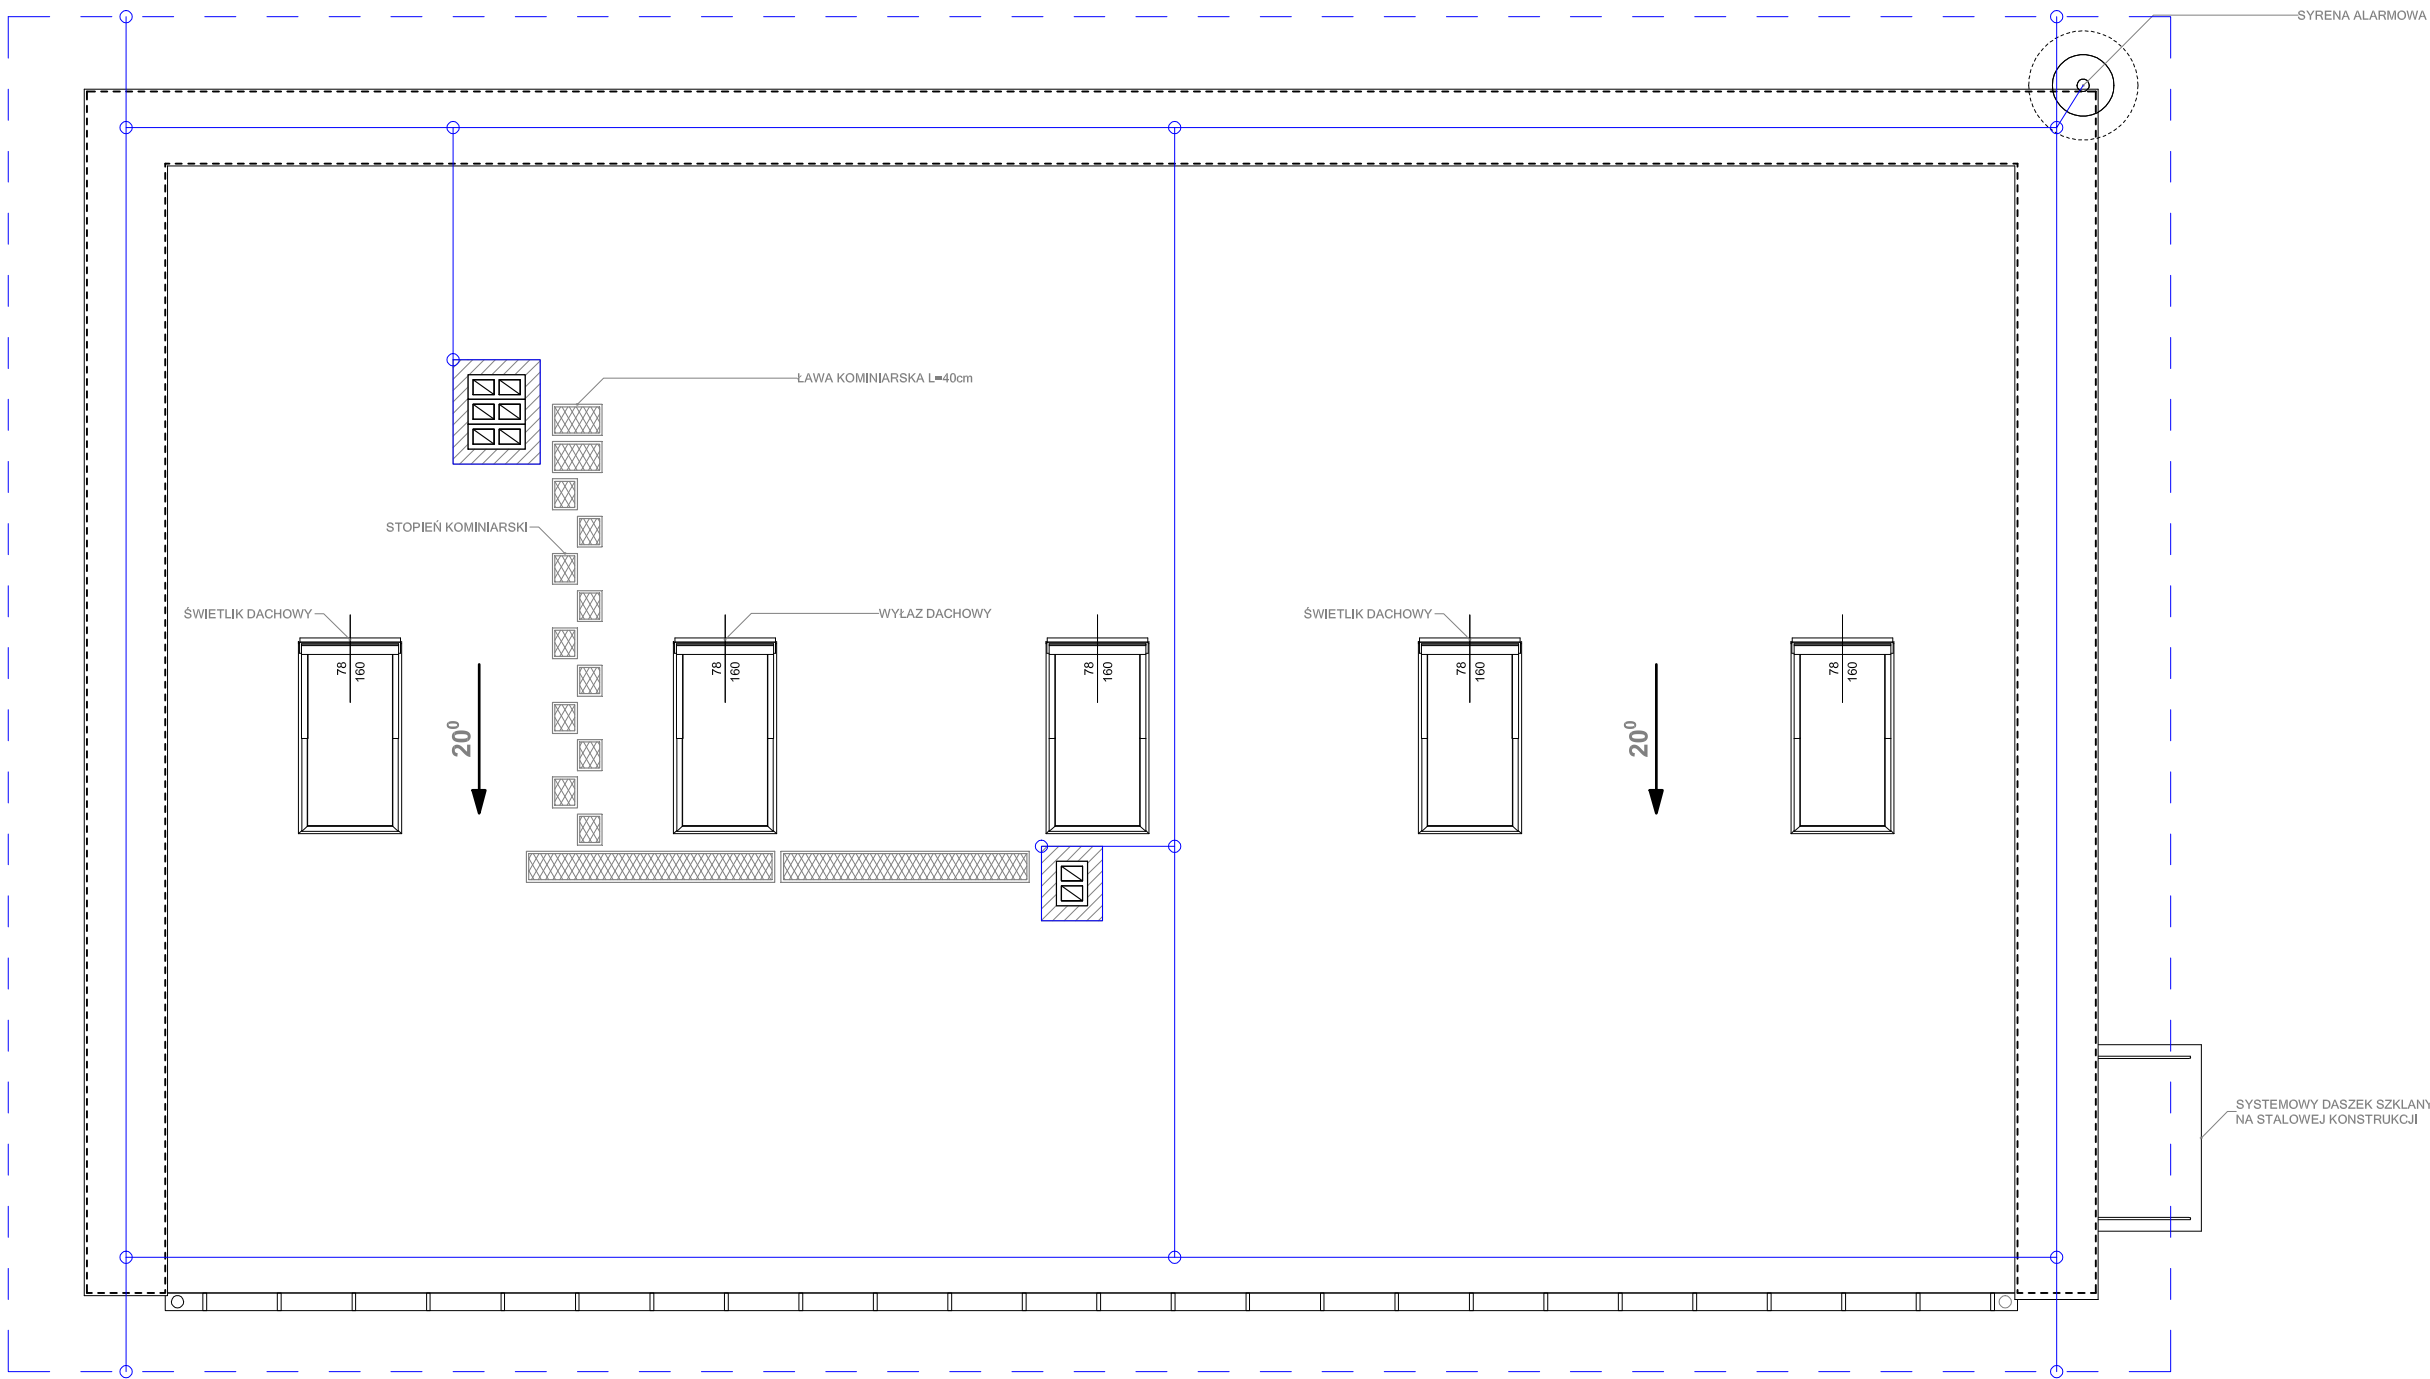 SYRENA ALARMOWA
ŁAWA KOMINIARSKA L=40cm
STOPIEŃ KOMINIARSKI
ŚWIETLIK DACHOWY
WYŁAZ DACHOWY
ŚWIETLIK DACHOWY
78
160
78
160
78
160
78
160
78
160
20⁰
20⁰
SYSTEMOWY DASZEK SZKLANY
NA STALOWEJ KONSTRUKCJI